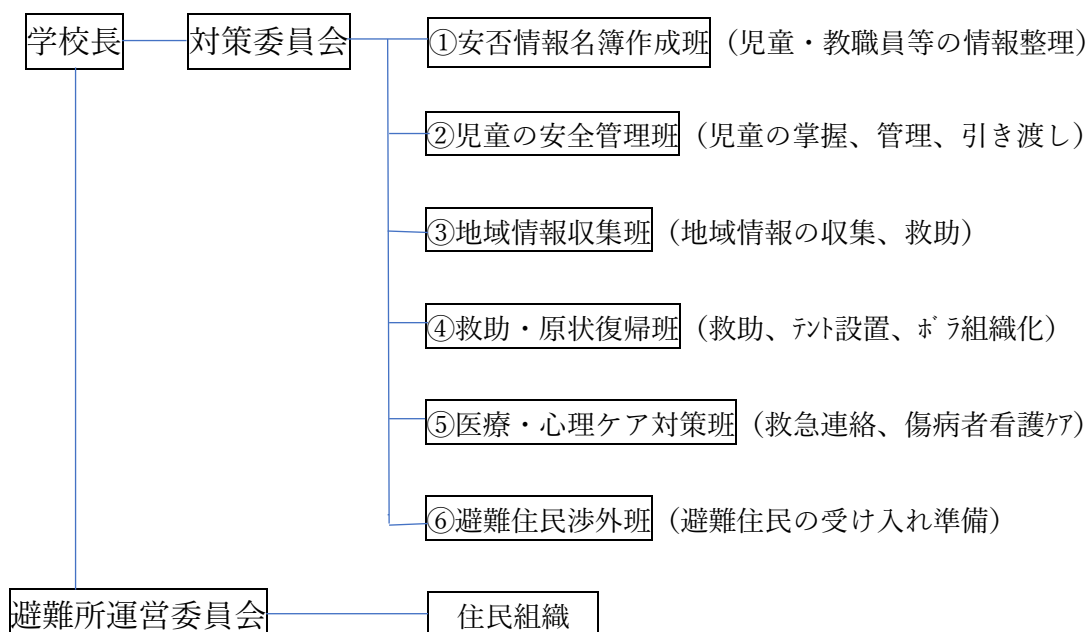 学校長 対策委員会 ①安否情報名簿作成班（児童・教職員等の情報整理）
②児童の安全管理班（児童の掌握、管理、引き渡し）
③地域情報収集班（地域情報の収集、救助）
④救助・原状復帰班（救助、ﾃﾝﾄ設置、ﾎﾞﾗ組織化）
⑤医療・心理ケア対策班（救急連絡、傷病者看護ｹｱ）
⑥避難住民渉外班（避難住民の受け入れ準備）
避難所運営委員会 住民組織